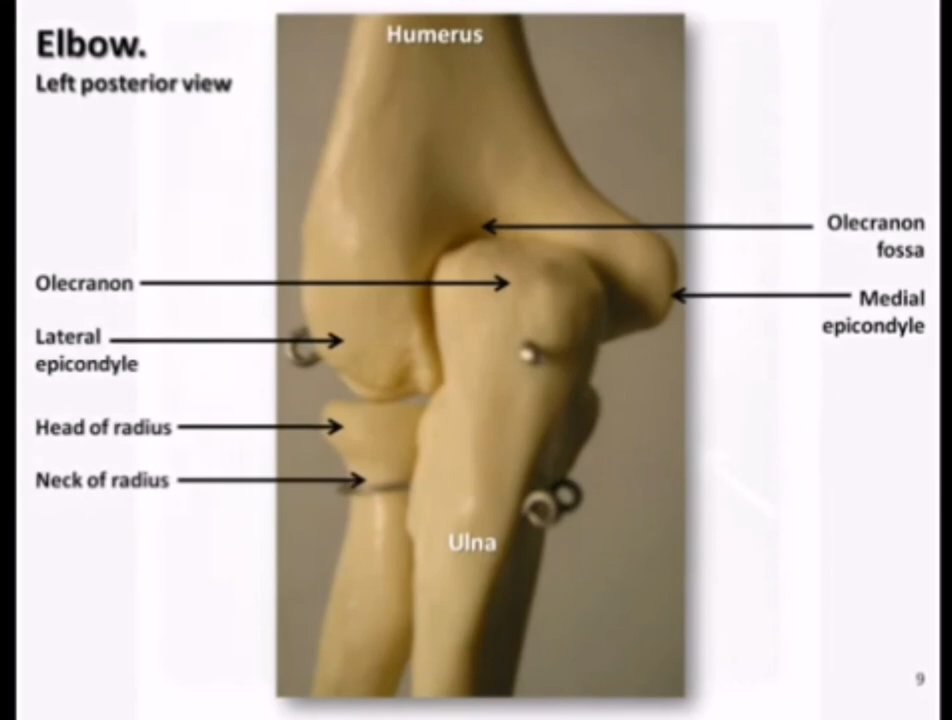 Elbow.
Left posterior view
Humerus
Olecranon
fossa
Olecranon
Medial
epicondyle
Lateral
epicondyle
Head of radius
Neck of radius
Ulna
9